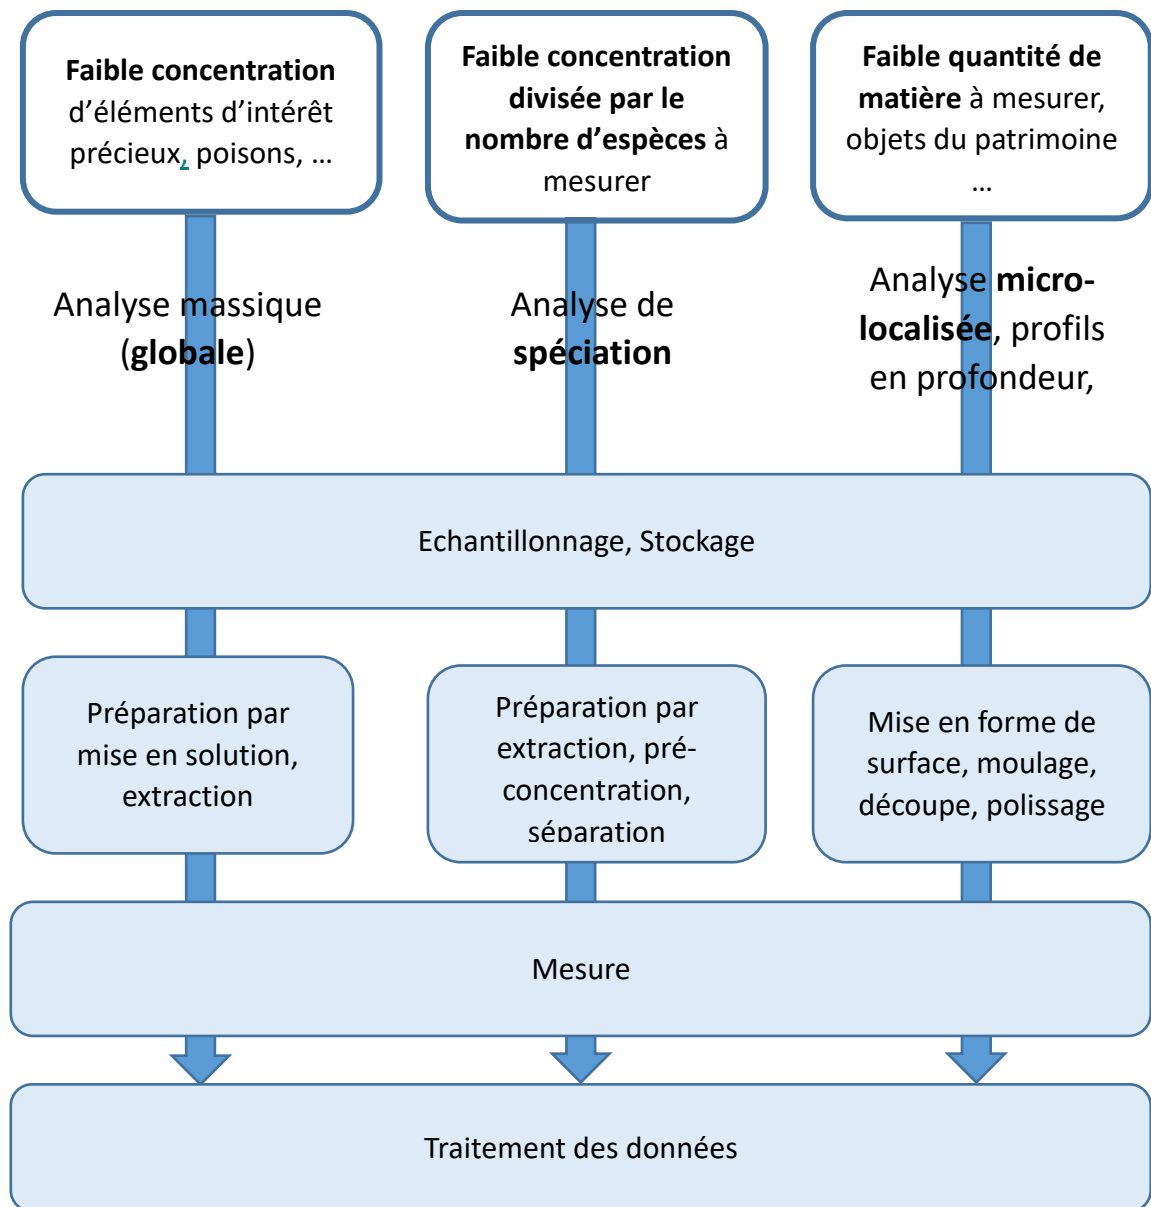 Faible concentration
d'éléments d'intérêt
précieux, poisons, ...
Faible concentration
divisée par le
nombre d'espèces à
mesurer
Faible quantité de
matière à mesurer,
objets du patrimoine
...
Analyse massique
(globale)
Analyse de
spéciation
Analyse micro-
localisée, profils
en profondeur,
Echantillonnage, Stockage
Préparation par
mise en solution,
extraction
Préparation par
extraction, pré-
concentration,
séparation
Mise en forme de
surface, moulage,
découpe, polissage
Mesure
Traitement des données